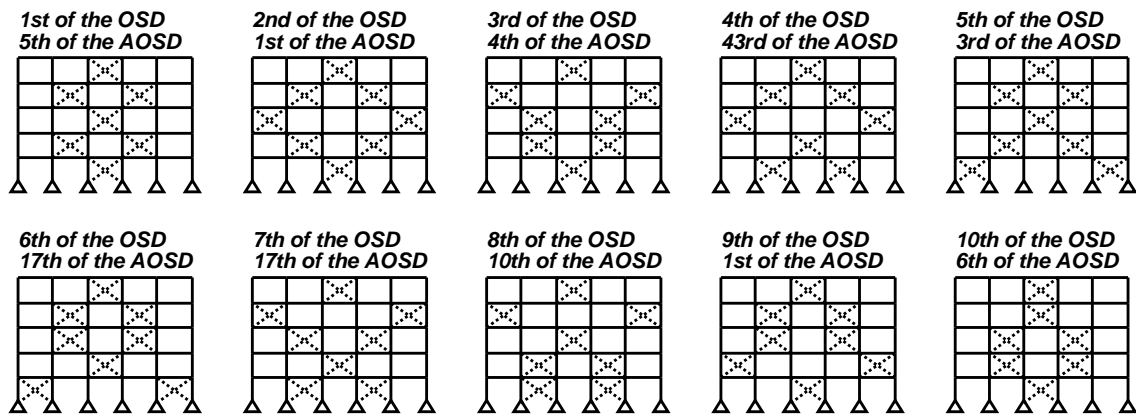 1st of the OSD
5th of the AOSD
2nd of the OSD
1st of the AOSD
3rd of the OSD
4th of the AOSD
4th of the OSD
43rd of the AOSD
5th of the OSD
3rd of the AOSD
6th of the OSD
17th of the AOSD
7th of the OSD
17th of the AOSD
8th of the OSD
10th of the AOSD
9th of the OSD
1st of the AOSD
10th of the OSD
6th of the AOSD